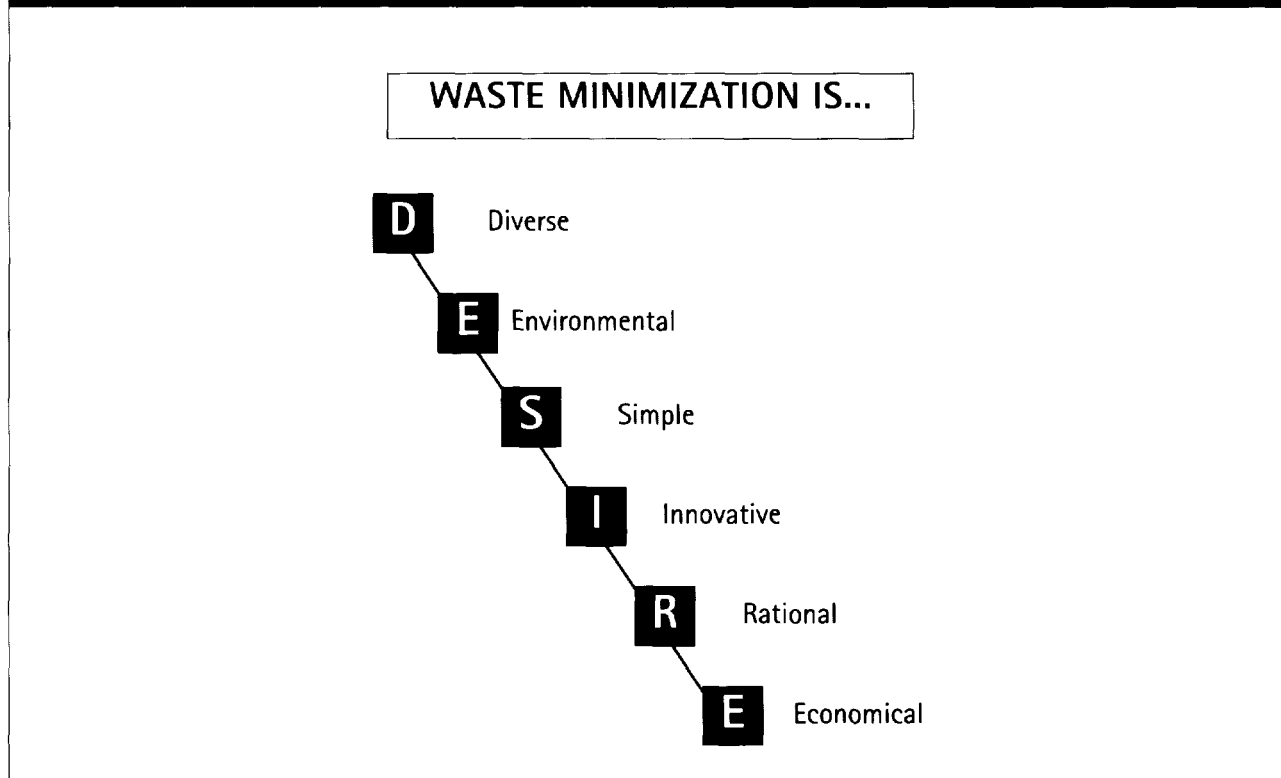 WASTE MINIMIZATION IS...
D Diverse
E Environmental
S Simple
I Innovative
R Rational
E Economical